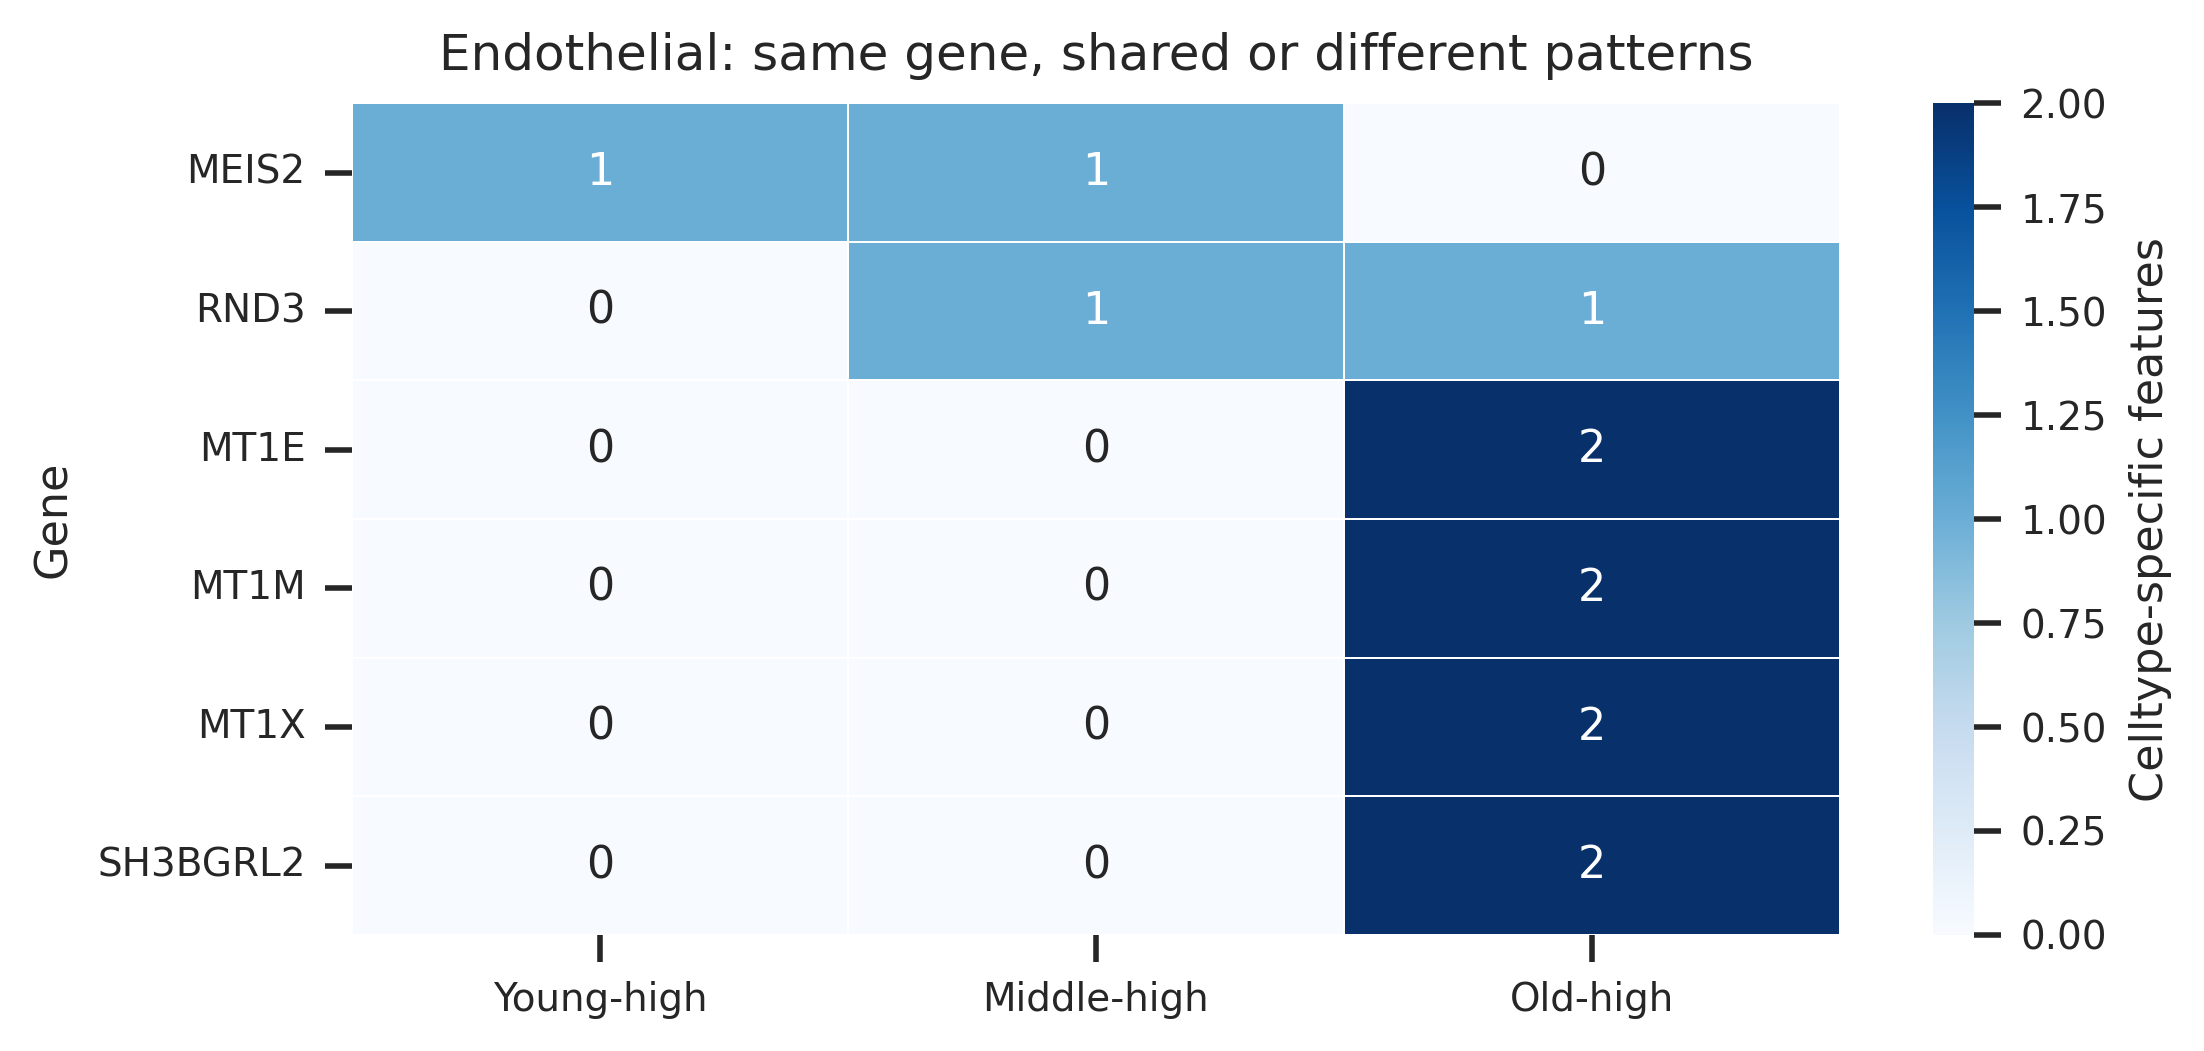 Endothelial: same gene, shared or different patterns
Gene
MEIS2 1 1 0
RND3 0 1 1
MT1E 0 0 2
MT1M 0 0 2
MT1X 0 0 2
SH3BGRL2 0 0 2
Young-high Middle-high Old-high
2.00
1.75
1.50
1.25
1.00
0.75
0.50
0.25
0.00
Celltype-specific features